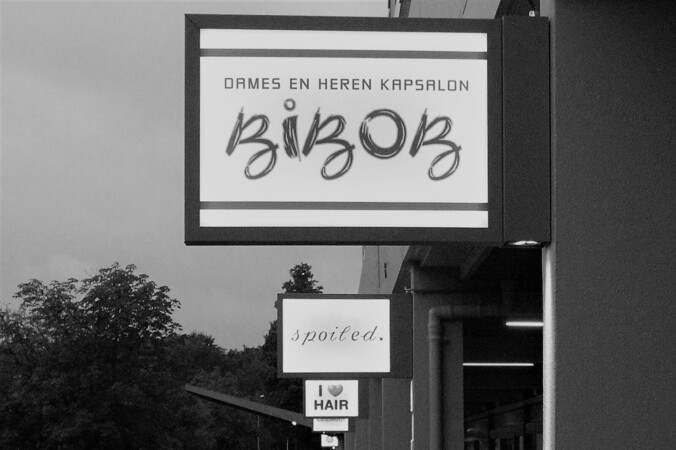 DAMES EN HEREN KAPSALON
BiBOB
spoiled.
I ❤ HAIR